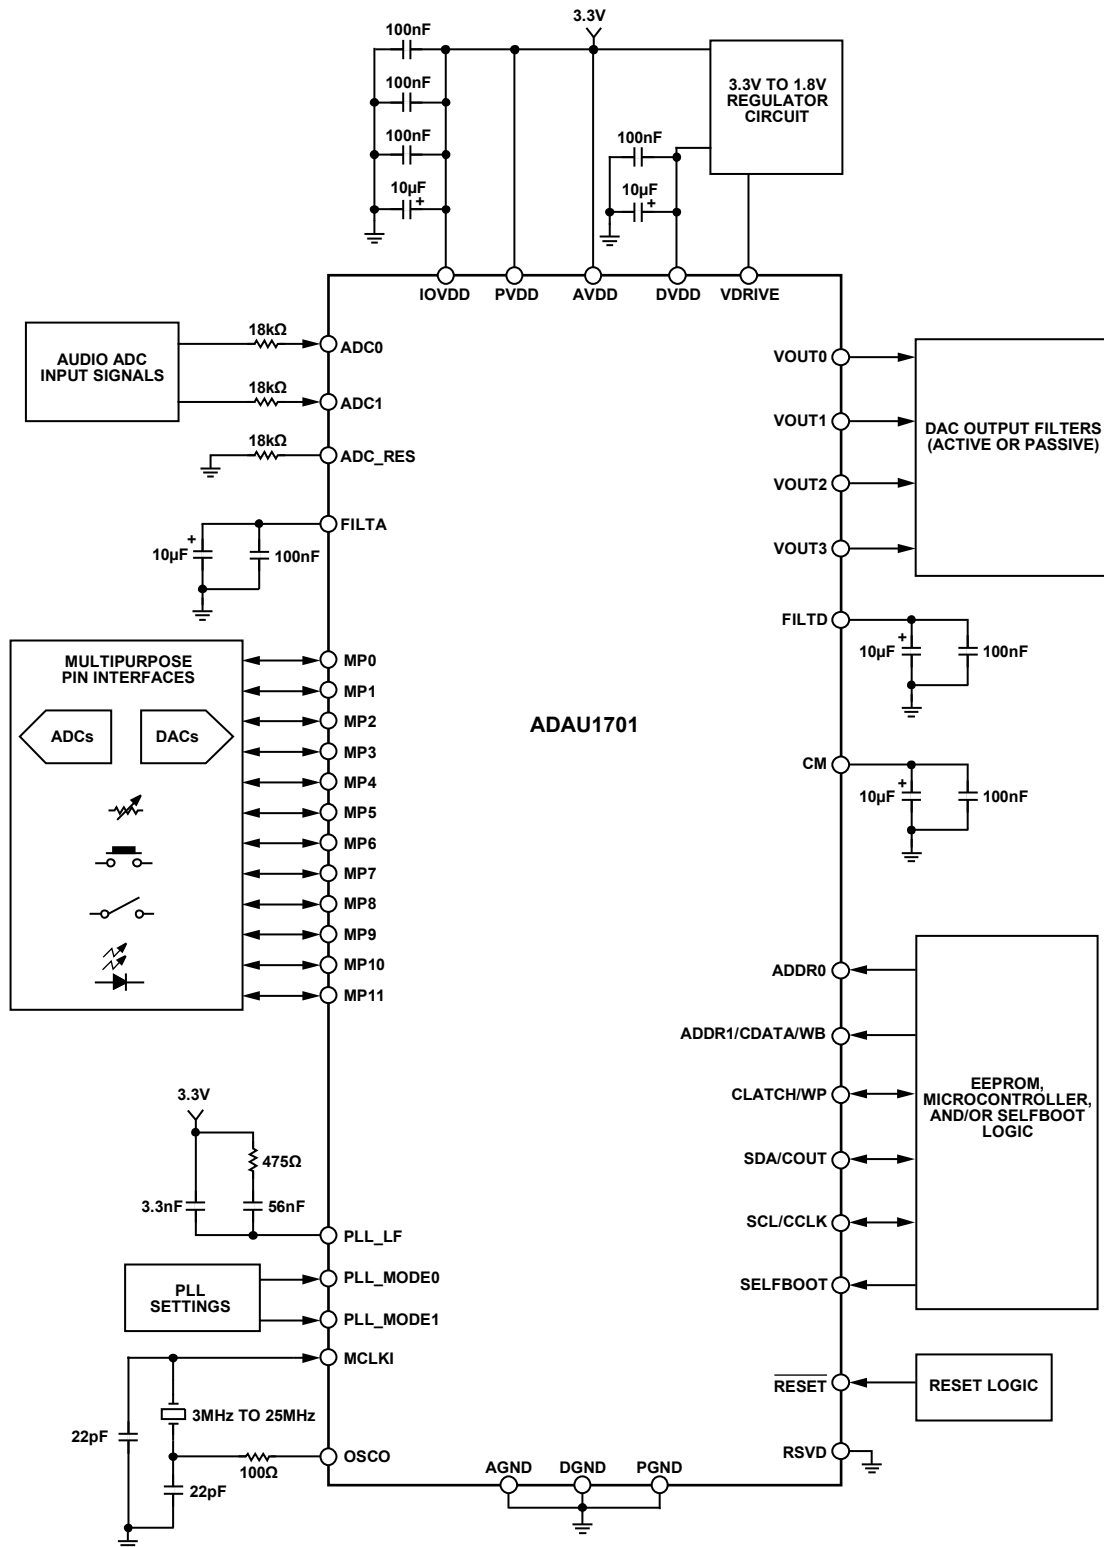 3.3V
100nF
100nF
100nF
10µF
+
3.3V TO 1.8V
REGULATOR
CIRCUIT
100nF
10µF
+
IOVDD
PVDD
AVDD
DVDD
VDRIVE
AUDIO ADC
INPUT SIGNALS
18kΩ
ADC0
18kΩ
ADC1
18kΩ
ADC_RES
FILTA
+
10µF
100nF
MULTIPURPOSE
PIN INTERFACES
ADCs
DACs
MP0
MP1
MP2
MP3
MP4
MP5
MP6
MP7
MP8
MP9
MP10
MP11
3.3V
475Ω
3.3nF
56nF
PLL_LF
PLL
SETTINGS
PLL_MODE0
PLL_MODE1
MCLKI
3MHz TO 25MHz
22pF
100Ω
22pF
OSCO
ADAU1701
AGND
DGND
PGND
VOUT0
VOUT1
VOUT2
VOUT3
DAC OUTPUT FILTERS
(ACTIVE OR PASSIVE)
FILTD
+
10µF
100nF
CM
+
10µF
100nF
ADDR0
ADDR1/CDATA/WB
CLATCH/WP
SDA/COUT
SCL/CCLK
SELFBOOT
EEPROM,
MICROCONTROLLER,
AND/OR SELFBOOT
LOGIC
RESET
RESET LOGIC
RSVD